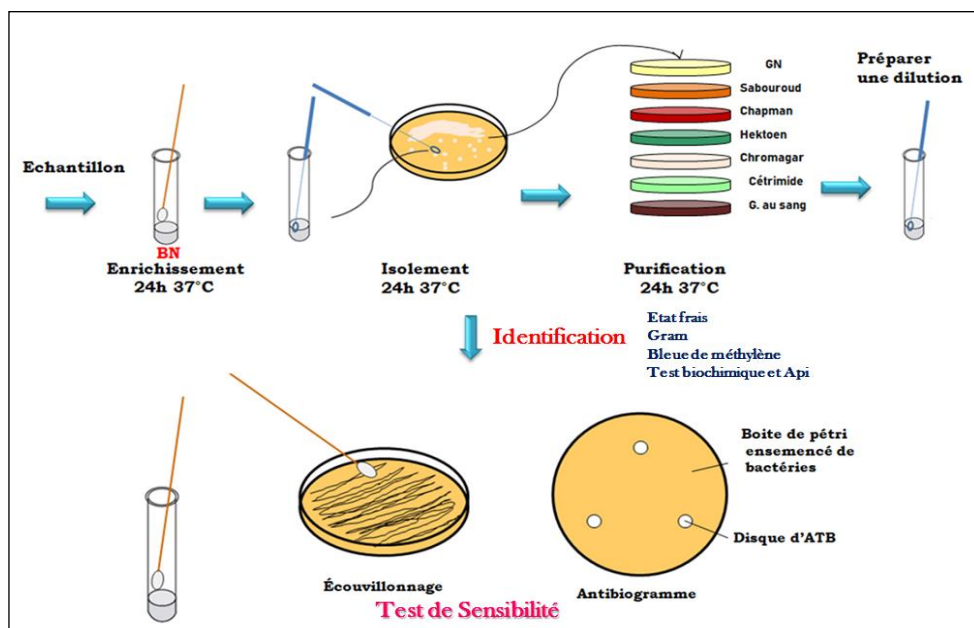 Echantillon
BN
Enrichissement
24h 37°C
Isolement
24h 37°C
GN
Sabouroud
Chapman
Hektoen
Chromagar
Cétrimide
G. au sang
Purification
24h 37°C
Préparer
une dilution
Identification
Etat frais
Gram
Bleue de méthylène
Test biochimique et Api
Écouvillonnage
Boite de pétri
ensemencé de
bactéries
Disque d'ATB
Antibiogramme
Test de Sensibilité